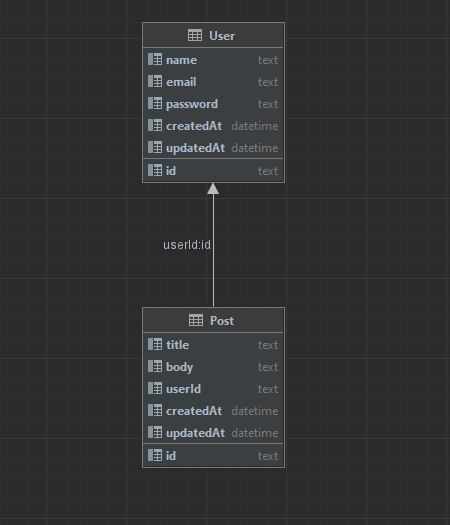 User
name text
email text
password text
createdAt datetime
updatedAt datetime
id text
userId:id
Post
title text
body text
userId text
createdAt datetime
updatedAt datetime
id text